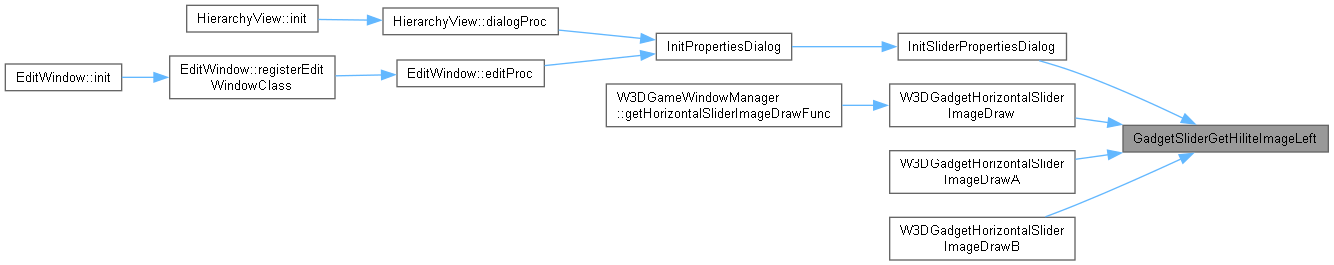 HierarchyView::init
HierarchyView::dialogProc
InitPropertiesDialog
InitSliderPropertiesDialog
EditWindow::init
EditWindow::registerEdit
WindowClass
EditWindow::editProc
W3DGameWindowManager
::getHorizontalSliderImageDrawFunc
W3DGadgetHorizontalSlider
ImageDraw
GadgetSliderGetHiliteImageLeft
W3DGadgetHorizontalSlider
ImageDrawA
W3DGadgetHorizontalSlider
ImageDrawB